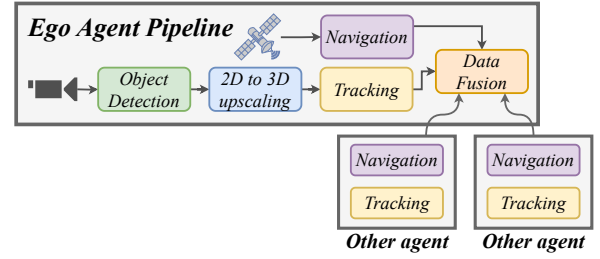 Ego Agent Pipeline
Navigation
Object
Detection
2D to 3D
upscaling
Tracking
Data
Fusion
Navigation
Tracking
Other agent
Navigation
Tracking
Other agent